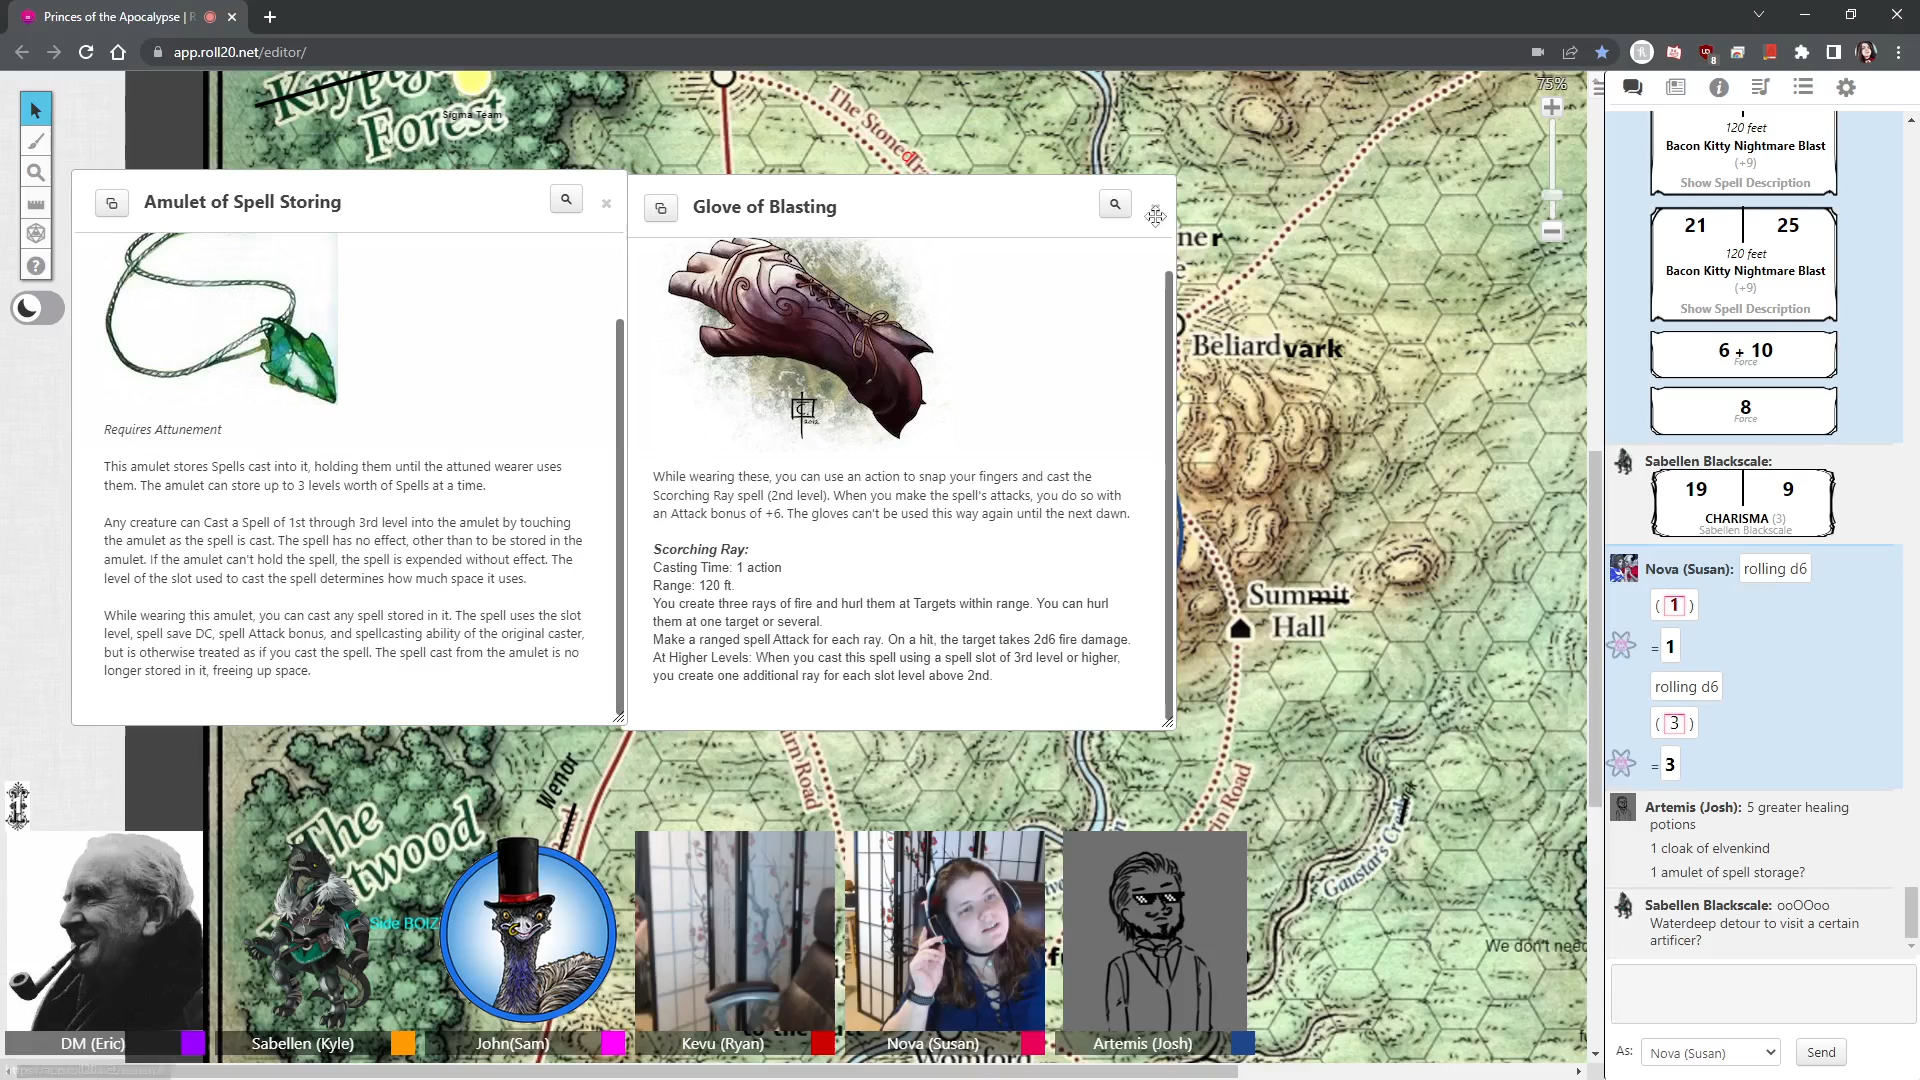 Princes of the Apocalypse | R
app.roll20.net/editor/
8
75%
Forest
Sigma Team
The Stoned
Amulet of Spell Storing
Glove of Blasting
ner
Beliardvark
Summit
Hall
Requires Attunement
This amulet stores Spells cast into it, holding them until the attuned wearer uses
them. The amulet can store up to 3 levels worth of Spells at a time.
Any creature can Cast a Spell of 1st through 3rd level into the amulet by touching
the amulet as the spell is cast. The spell has no effect, other than to be stored in the
amulet. If the amulet can't hold the spell, the spell is expended without effect. The
level of the slot used to cast the spell determines how much space it uses.
While wearing this amulet, you can cast any spell stored in it. The spell uses the slot
level, spell save DC, spell Attack bonus, and spellcasting ability of the original caster,
but is otherwise treated as if you cast the spell. The spell cast from the amulet is no
longer stored in it, freeing up space.
2012
While wearing these, you can use an action to snap your fingers and cast the
Scorching Ray spell (2nd level). When you make the spell's attacks, you do so with
an Attack bonus of +6. The gloves can't be used this way again until the next dawn.
Scorching Ray:
Casting Time: 1 action
Range: 120 ft.
You create three rays of fire and hurl them at Targets within range. You can hurl
them at one target or several.
Make a ranged spell Attack for each ray. On a hit, the target takes 2d6 fire damage.
At Higher Levels: When you cast this spell using a spell slot of 3rd level or higher,
you create one additional ray for each slot level above 2nd.
irn Road
in Road
The
twood
Side BOIZ
We don't need
DM (Eric)
Sabellen (Kyle)
John(Sam)
Kevu (Ryan)
Nova (Susan)
Artemis (Josh)
120 feet
Bacon Kitty Nightmare Blast
(+9)
Show Spell Description
21 25
120 feet
Bacon Kitty Nightmare Blast
(+9)
Show Spell Description
6 + 10
Force
8
Force
Sabellen Blackscale:
19 9
CHARISMA (3)
Sabellen Blackscale
Nova (Susan): rolling d6
( 1 )
= 1
rolling d6
( 3 )
= 3
Artemis (Josh): 5 greater healing
potions
1 cloak of elvenkind
1 amulet of spell storage?
Sabellen Blackscale: ooOOoo
Waterdeep detour to visit a certain
artificer?
As: Nova (Susan) Send